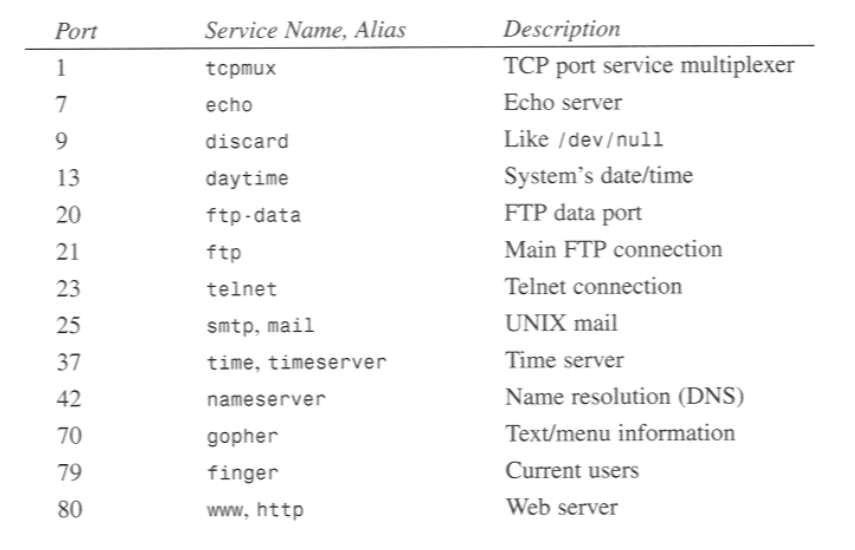 Port Service Name, Alias Description
1 tcpmux TCP port service multiplexer
7 echo Echo server
9 discard Like /dev/null
13 daytime System's date/time
20 ftp-data FTP data port
21 ftp Main FTP connection
23 telnet Telnet connection
25 smtp, mail UNIX mail
37 time, timeserver Time server
42 nameserver Name resolution (DNS)
70 gopher Text/menu information
79 finger Current users
80 www, http Web server